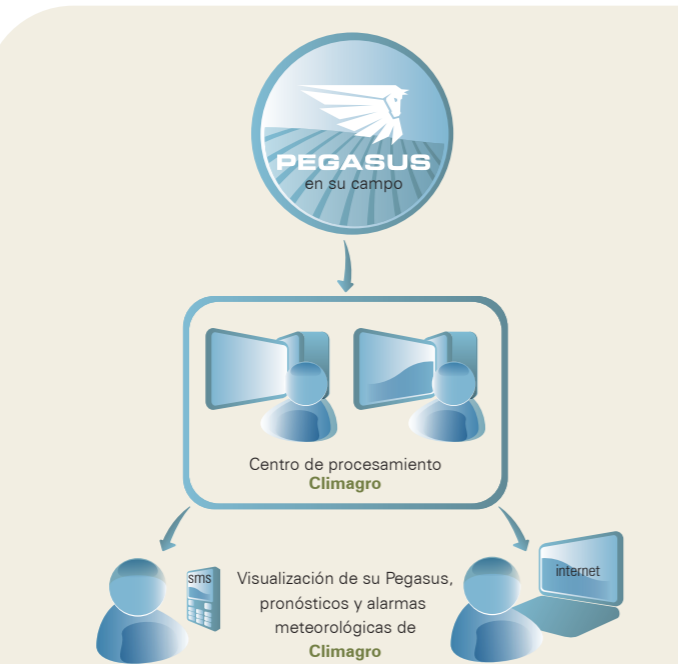 PEGASUS
en su campo
Centro de procesamiento
Climagro
sms
Visualización de su Pegasus,
pronósticos y alarmas
meteorológicas de
Climagro
internet